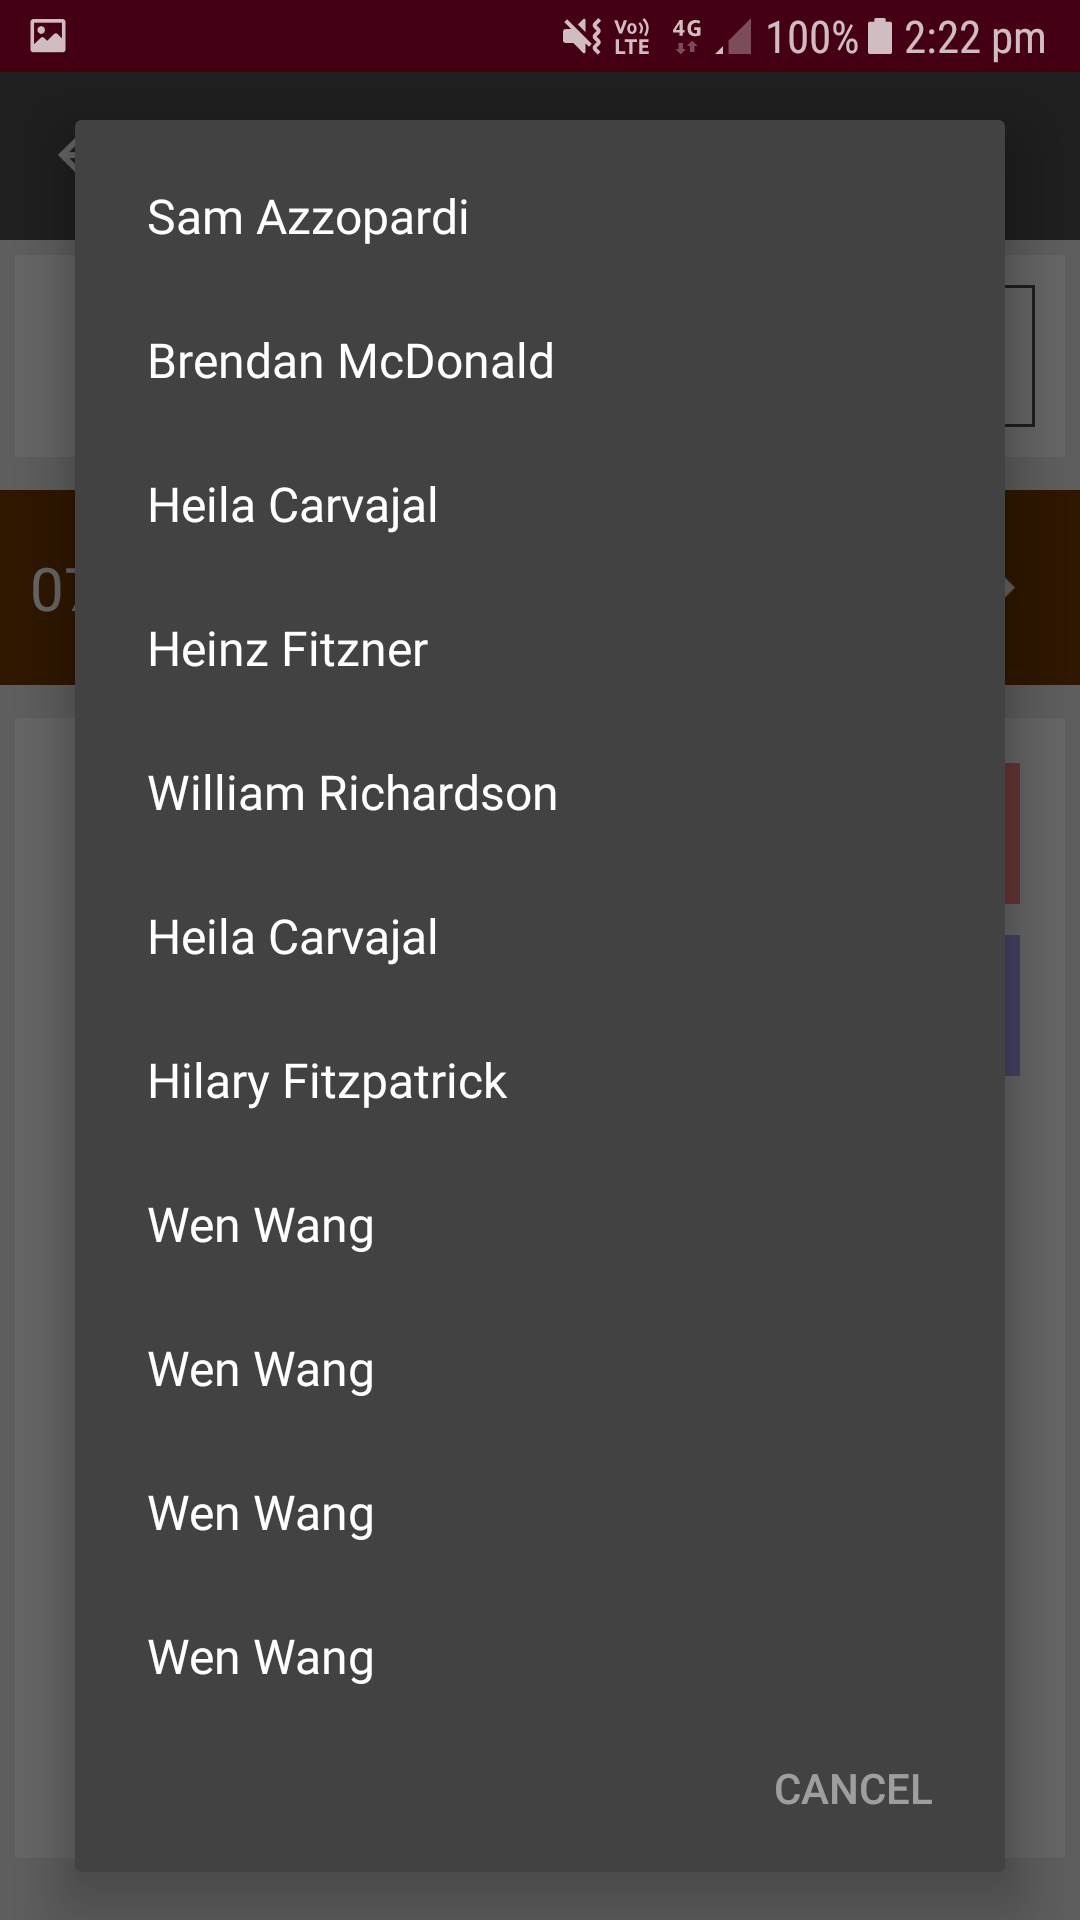 Vo)) LTE 4G 100% 2:22 pm
Sam Azzopardi
Brendan McDonald
Heila Carvajal
Heinz Fitzner
07
William Richardson
Heila Carvajal
Hilary Fitzpatrick
Wen Wang
Wen Wang
Wen Wang
Wen Wang
CANCEL